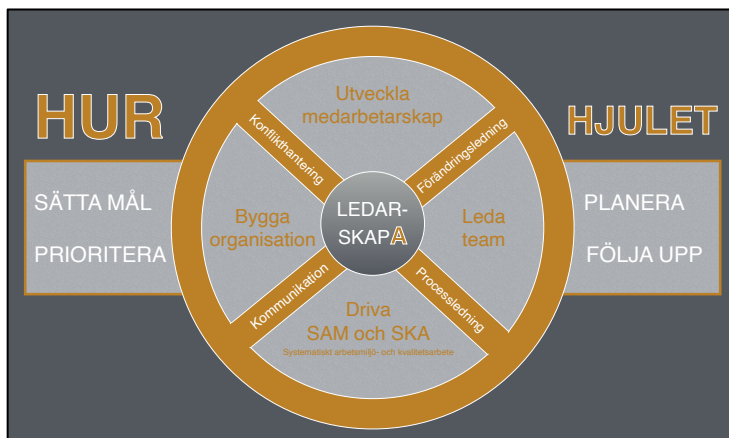 HUR
SÄTTA MÅL
PRIORITERA
Utveckla
medarbetarskap
Konflikthantering
Förändringsledning
Bygga
organisation
LEDAR-
SKAPA
Leda
team
Kommunikation
Processledning
Driva
SAM och SKA
Systematiskt arbetsmiljö- och kvalitetsarbete
HJULET
PLANERA
FÖLJA UPP